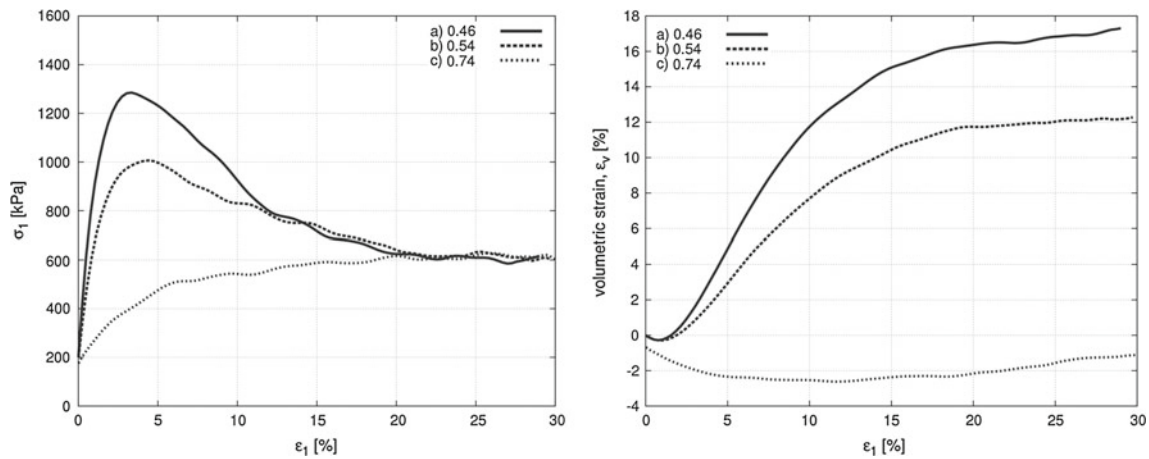 1600
1400
1200
1000
800
600
400
200
0
σ1 [kPa]
a) 0.46
b) 0.54
c) 0.74
0 5 10 15 20 25 30
ε1 [%]
18
16
14
12
10
8
6
4
2
0
-2
-4
volumetric strain, εv [%]
a) 0.46
b) 0.54
c) 0.74
0 5 10 15 20 25 30
ε1 [%]